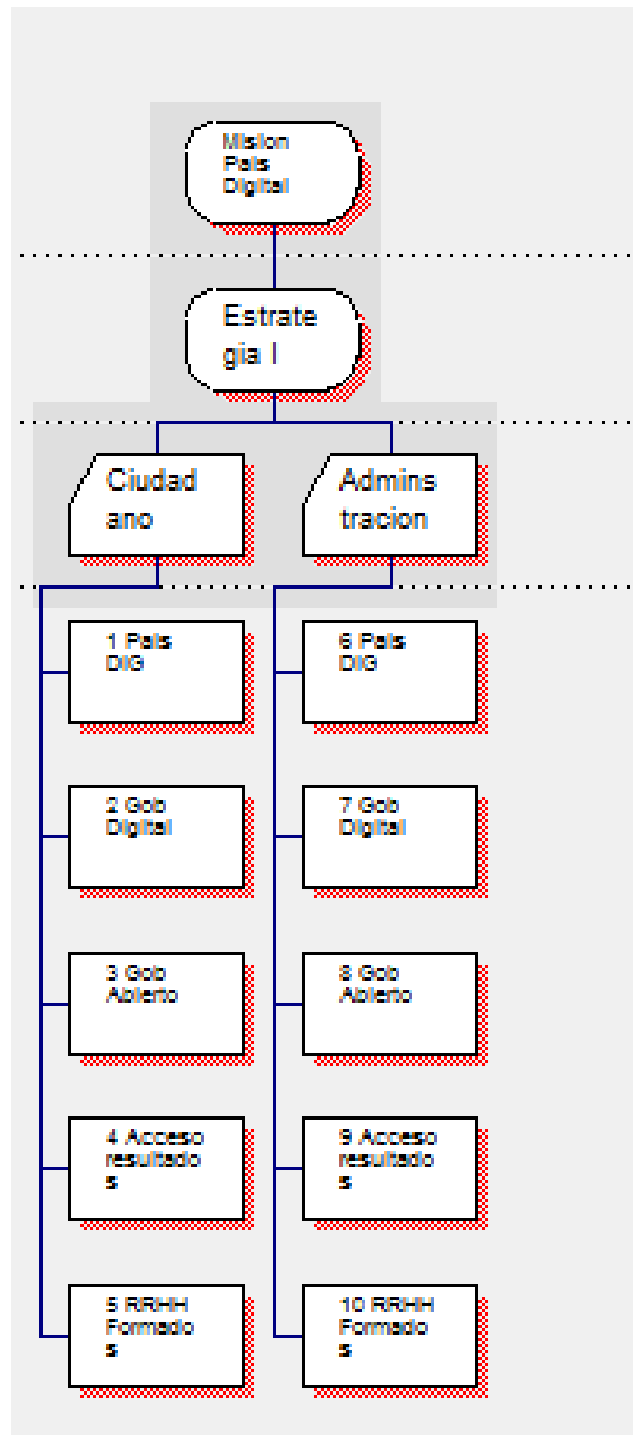 Mision
Pais
Digital
Estrate
gia I
Ciudad
ano
Admins
tracion
1 Pais
DIG
6 Pais
DIG
2 Gob
Digital
7 Gob
Digital
3 Gob
Abierto
8 Gob
Abierto
4 Acceso
resultado
s
9 Acceso
resultado
s
5 RRHH
Formado
s
10 RRHH
Formado
s